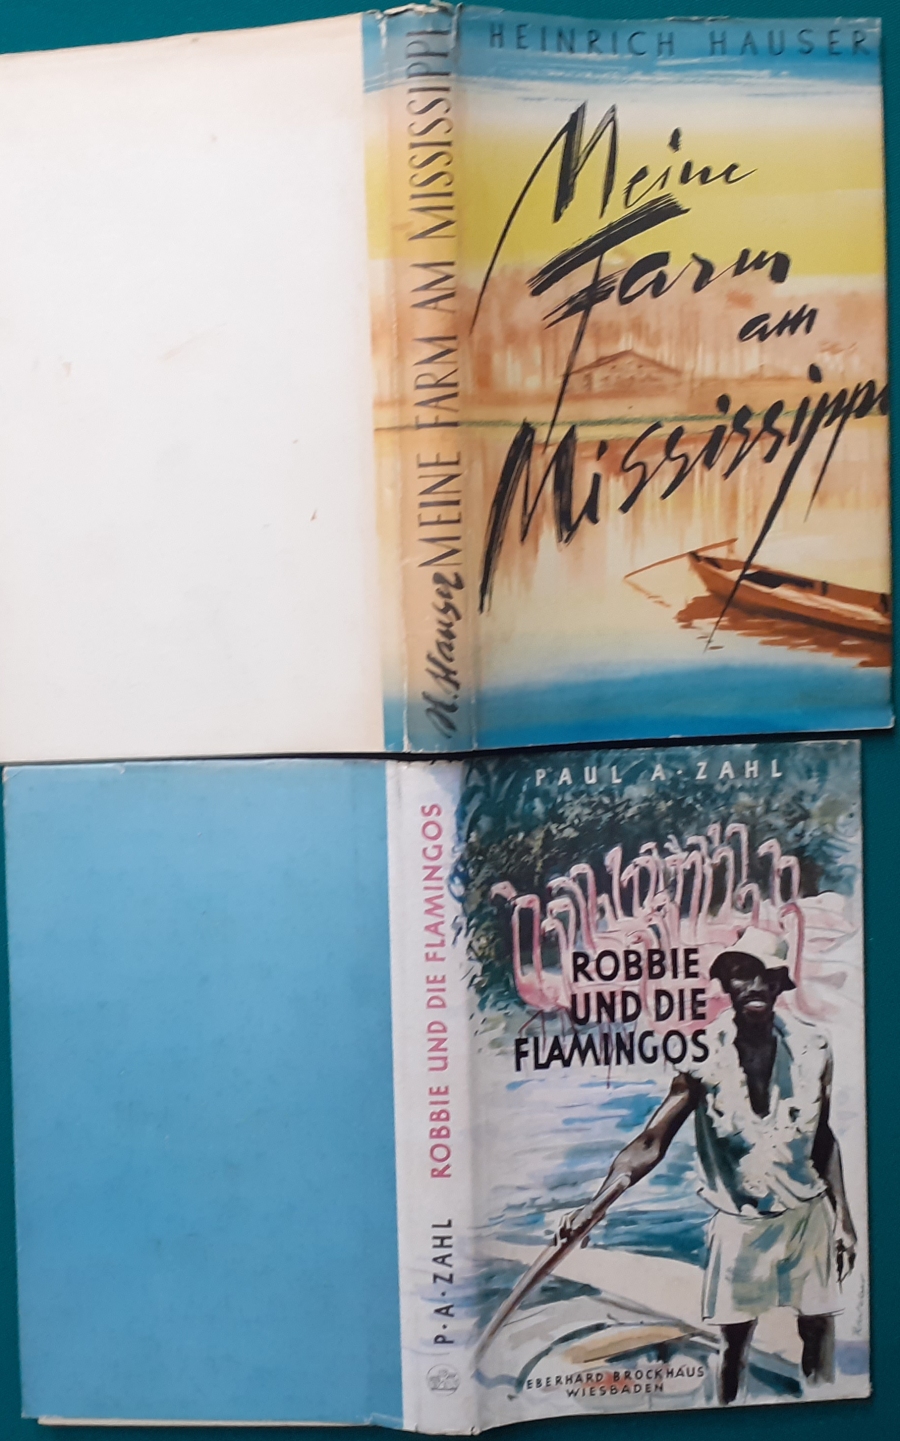 HEINRICH HAUSER
Meine
Farm
am
Mississippi
H. Hauser MEINE FARM AM MISSISSIPPI
PAUL A·ZAHL
ROBBIE
UND DIE
FLAMINGOS
EBERHARD BROCKHAUS
WIESBADEN
P·A·ZAHL ROBBIE UND DIE FLAMINGOS